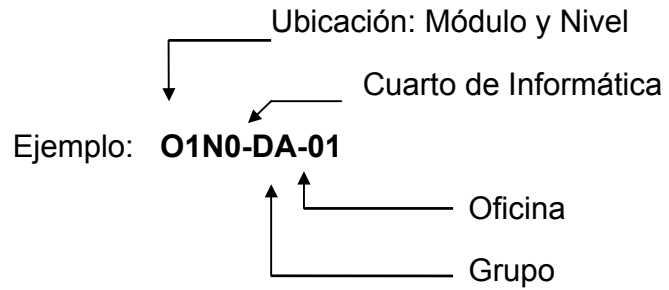 Ubicación: Módulo y Nivel
Cuarto de Informática
Ejemplo: O1N0-DA-01
Oficina
Grupo